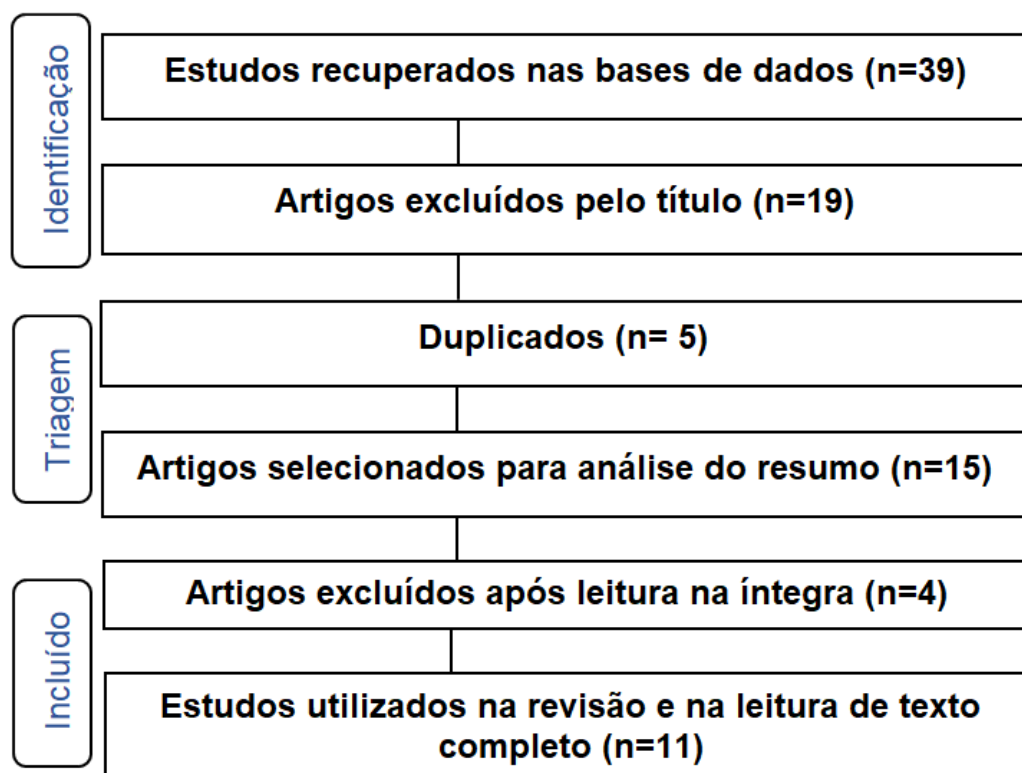 Identificação
Estudos recuperados nas bases de dados (n=39)
Artigos excluídos pelo título (n=19)
Triagem
Duplicados (n= 5)
Artigos selecionados para análise do resumo (n=15)
Incluído
Artigos excluídos após leitura na íntegra (n=4)
Estudos utilizados na revisão e na leitura de texto
completo (n=11)